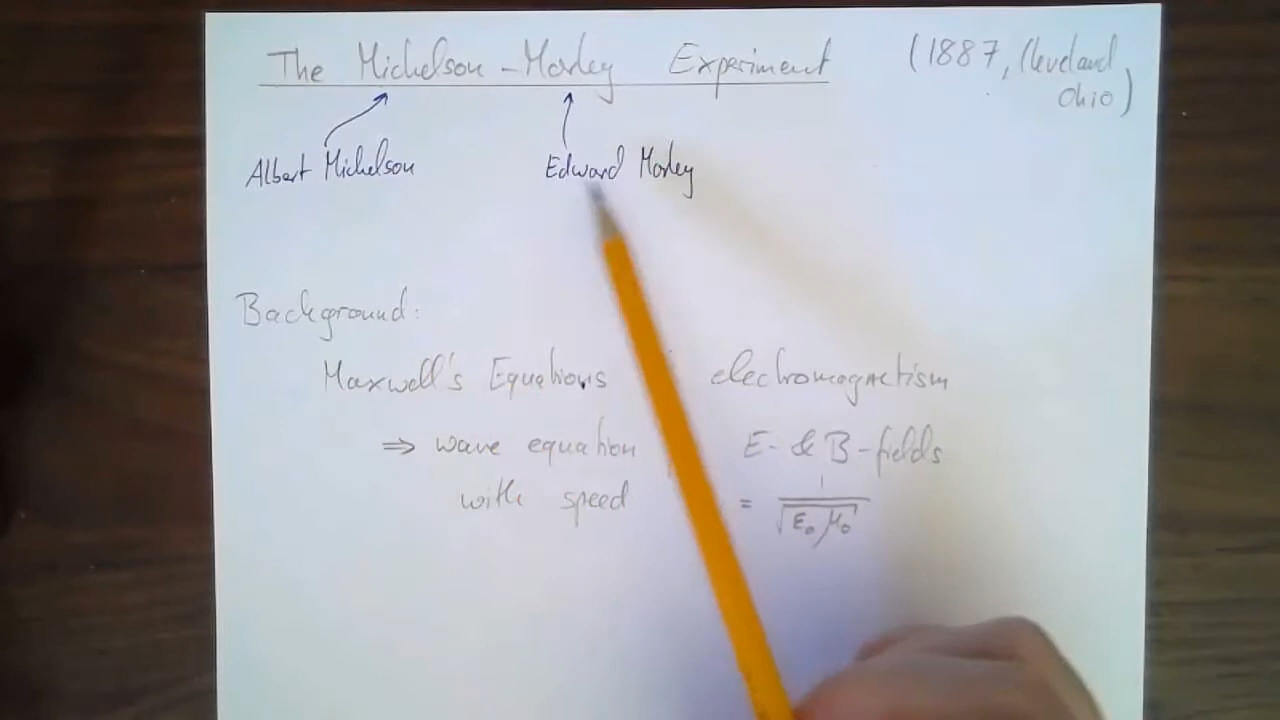 The Michelson-Morley Experiment (1887, Cleveland, Ohio)
Albert Michelson Edward Morley
Background:
Maxwell's Equations electromagnetism
⇒ wave equation E- & B-fields
with speed = 1/√ε₀μ₀